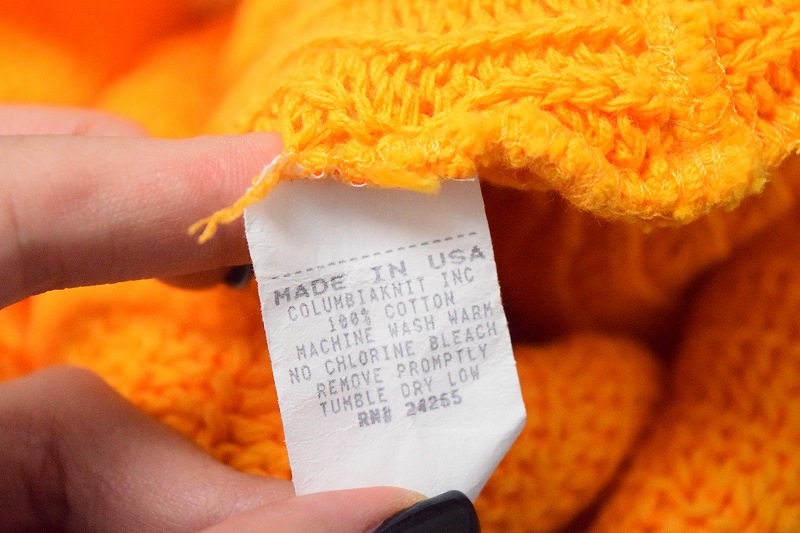 MADE IN USA
COLUMBIAKNIT INC
100% COTTON
MACHINE WASH WARM
NO CHLORINE BLEACH
REMOVE PROMPTLY
TUMBLE DRY LOW
RN# 24255